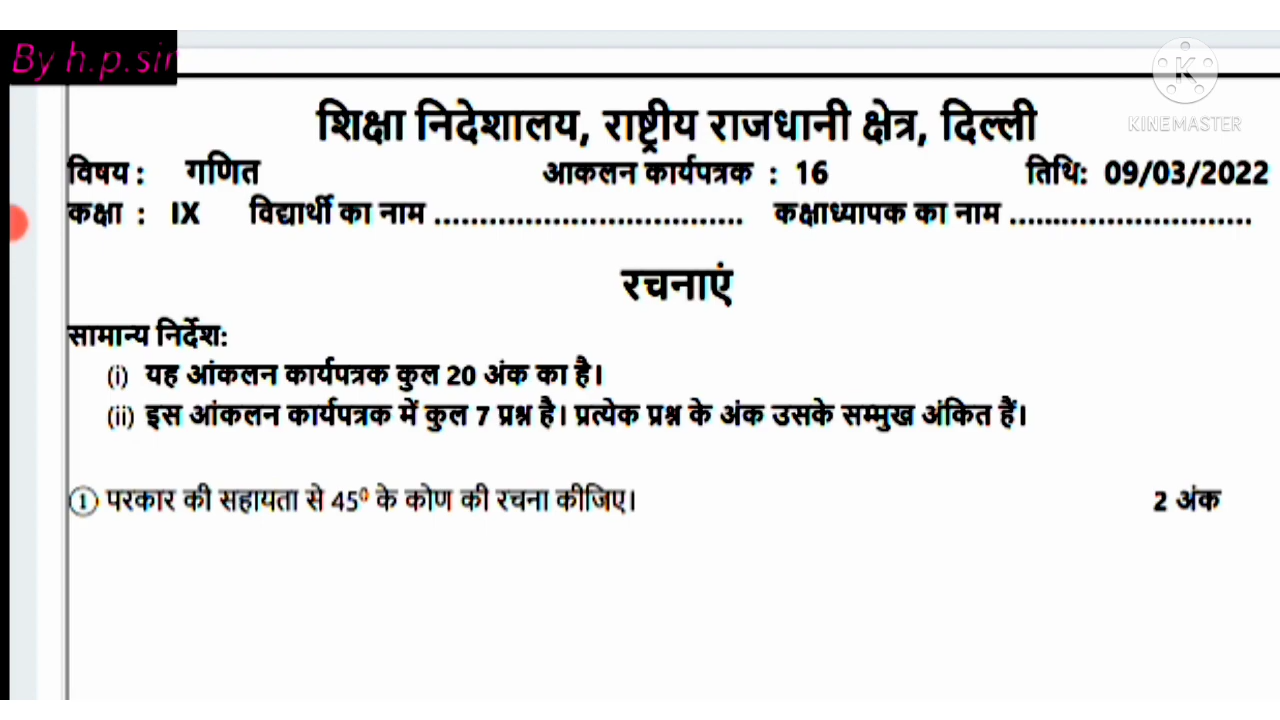 By h.p.sir
K
KINEMASTER
शिक्षा निदेशालय, राष्ट्रीय राजधानी क्षेत्र, दिल्ली
विषय : गणित आकलन कार्यपत्रक : 16 तिथि: 09/03/2022
कक्षा : IX विद्यार्थी का नाम .................................. कक्षाध्यापक का नाम ...........................
रचनाएं
सामान्य निर्देश:
(i) यह आंकलन कार्यपत्रक कुल 20 अंक का है।
(ii) इस आंकलन कार्यपत्रक में कुल 7 प्रश्न है। प्रत्येक प्रश्न के अंक उसके सम्मुख अंकित हैं।
① परकार की सहायता से 45⁰ के कोण की रचना कीजिए। 2 अंक